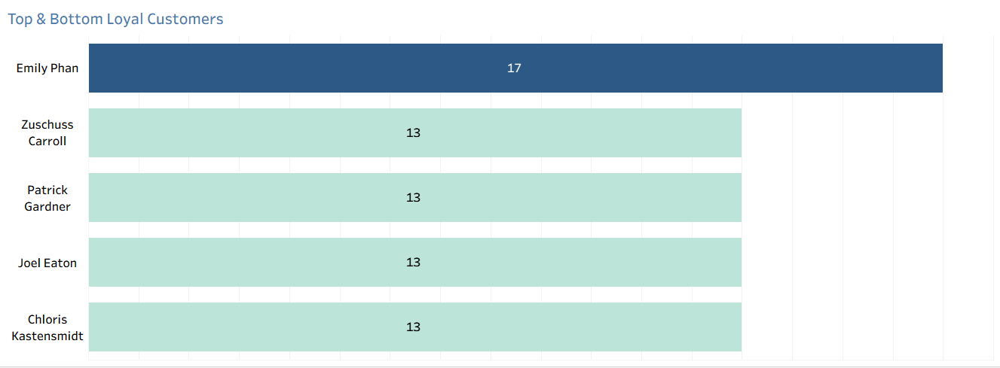 Top & Bottom Loyal Customers
Emily Phan
17
Zuschuss
Carroll
13
Patrick
Gardner
13
Joel Eaton
13
Chloris
Kastensmidt
13